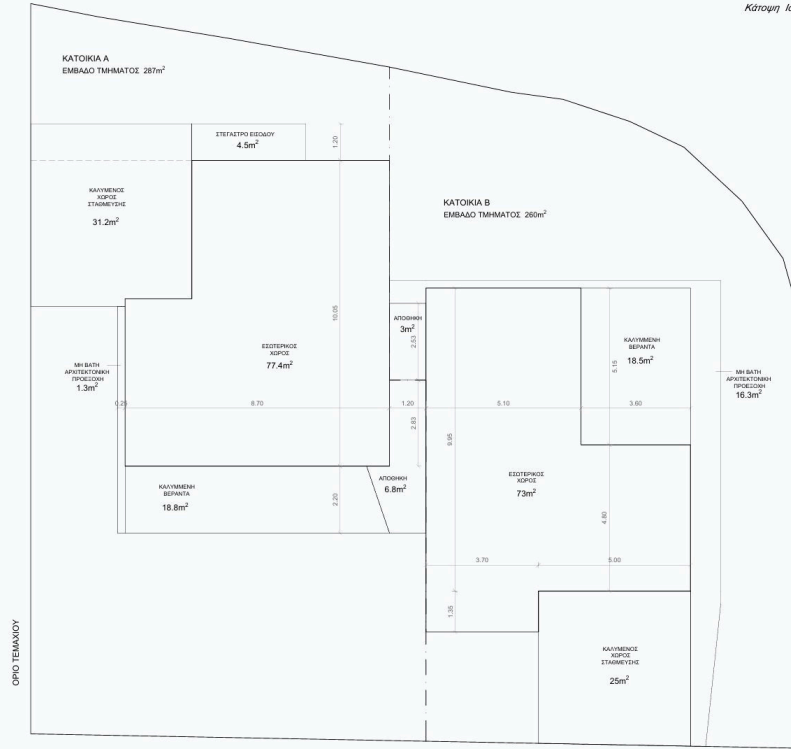 Κάτοψη
ΚΑΤΟΙΚΙΑ Α
ΕΜΒΑΔΟ ΤΜΗΜΑΤΟΣ 287m²
ΣΤΕΓΑΣΤΡΟ ΕΙΣΟΔΟΥ
4.5m²
1.20
ΚΑΛΥΜΕΝΟΣ
ΧΩΡΟΣ
ΣΤΑΘΜΕΥΣΗΣ
31.2m²
ΚΑΤΟΙΚΙΑ Β
ΕΜΒΑΔΟ ΤΜΗΜΑΤΟΣ 260m²
10.05
ΑΠΟΘΗΚΗ
3m²
2.53
ΕΣΩΤΕΡΙΚΟΣ
ΧΩΡΟΣ
77.4m²
ΚΑΛΥΜΜΕΝΗ
ΒΕΡΑΝΤΑ
18.5m²
5.15
ΜΗ ΒΑΤΗ
ΑΡΧΙΤΕΚΤΟΝΙΚΗ
ΠΡΟΕΞΟΧΗ
1.3m²
ΜΗ ΒΑΤΗ
ΑΡΧΙΤΕΚΤΟΝΙΚΗ
ΠΡΟΕΞΟΧΗ
16.3m²
0.25
8.70
1.20
5.10
3.60
2.83
9.95
ΕΣΩΤΕΡΙΚΟΣ
ΧΩΡΟΣ
73m²
ΚΑΛΥΜΜΕΝΗ
ΒΕΡΑΝΤΑ
18.8m²
2.20
ΑΠΟΘΗΚΗ
6.8m²
4.80
3.70
5.00
1.35
ΚΑΛΥΜΕΝΟΣ
ΧΩΡΟΣ
ΣΤΑΘΜΕΥΣΗΣ
25m²
ΟΡΙΟ ΤΕΜΑΧΙΟΥ